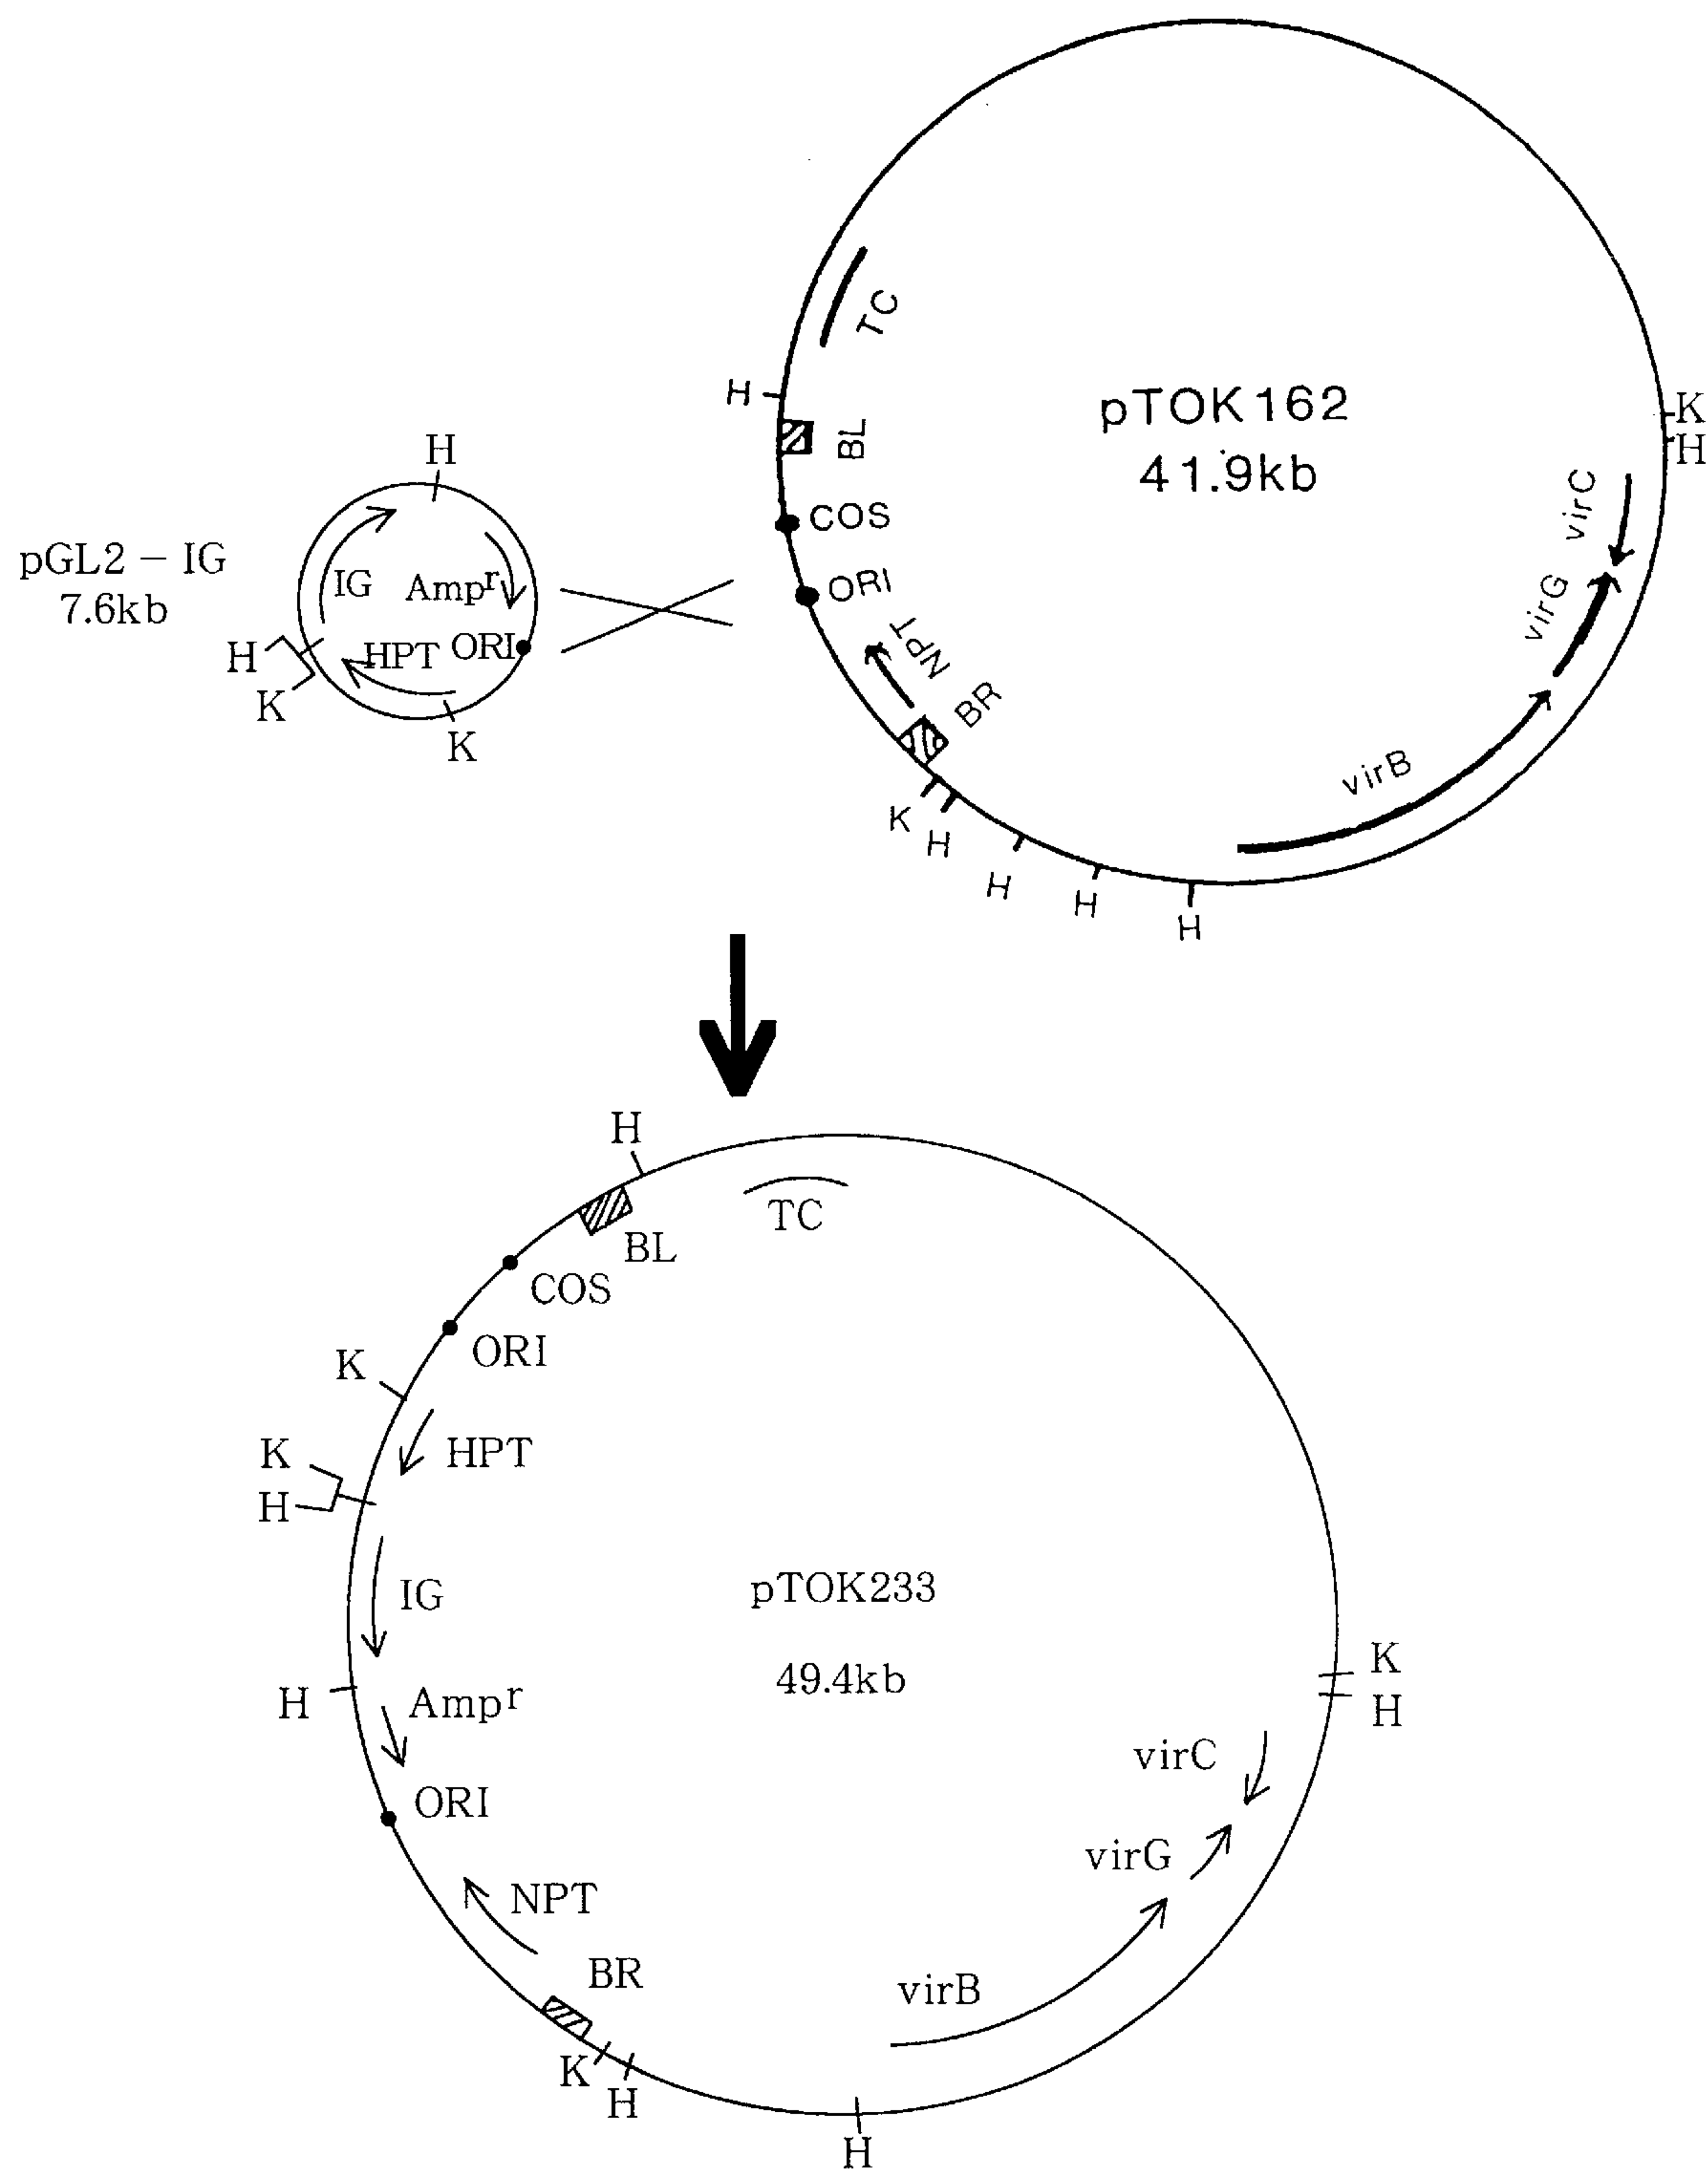 pTOK162
41.9kb
TC
H
BL
COS
ORI
NPT
BR
K
H
H
H
H
virB
virG
virC
K
H
pGL2 – IG
7.6kb
H
IG
Ampr
HPT
ORI
H
K
K
H
TC
BL
COS
ORI
K
HPT
K
H
IG
pTOK233
49.4kb
H
Ampr
ORI
NPT
BR
K
H
H
virB
virG
virC
K
H